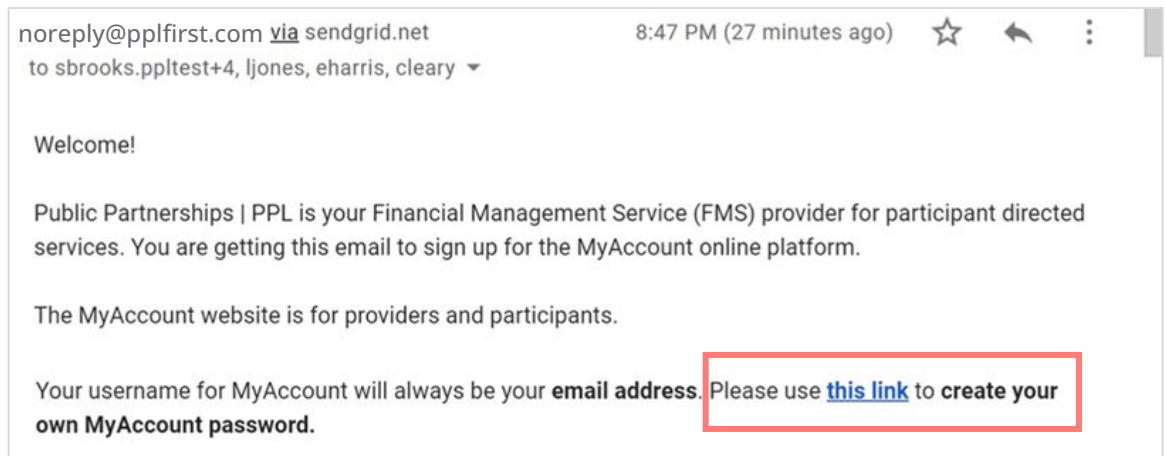 noreply@pplfirst.com via sendgrid.net 8:47 PM (27 minutes ago)
to sbrooks.ppltest+4, ljones, eharris, cleary
Welcome!
Public Partnerships | PPL is your Financial Management Service (FMS) provider for participant directed
services. You are getting this email to sign up for the MyAccount online platform.
The MyAccount website is for providers and participants.
Your username for MyAccount will always be your email address. Please use this link to create your
own MyAccount password.